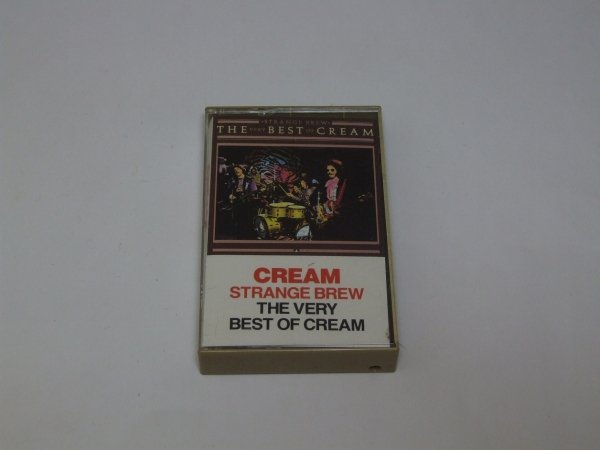 •STRANGE BREW•
THE VERY BEST OF CREAM
CREAM
STRANGE BREW
THE VERY
BEST OF CREAM